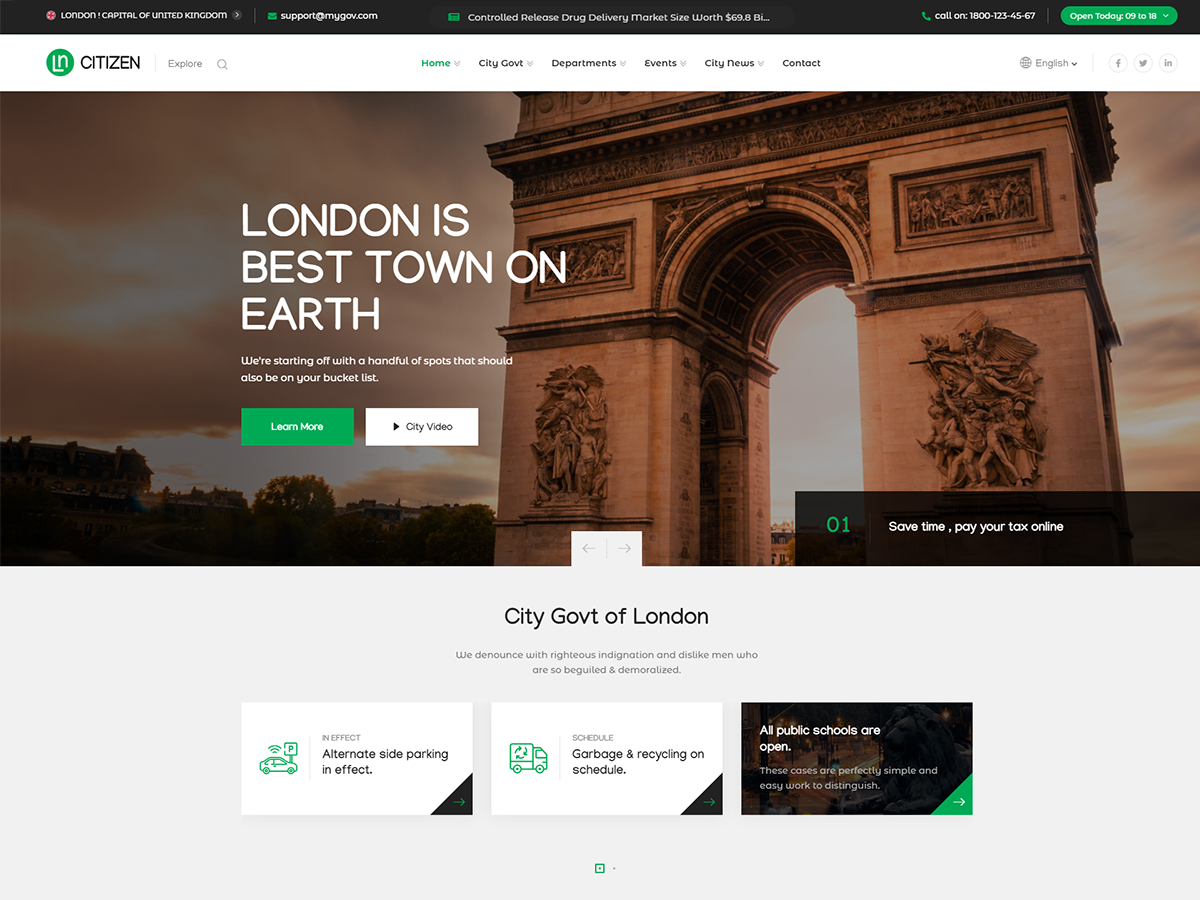 LONDON ! CAPITAL OF UNITED KINGDOM
support@mygov.com
Controlled Release Drug Delivery Market Size Worth $69.8 Bi...
call on: 1800-123-45-67
Open Today: 09 to 18
Ln CITIZEN
Explore
Home
City Govt
Departments
Events
City News
Contact
English
LONDON IS
BEST TOWN ON
EARTH
We're starting off with a handful of spots that should
also be on your bucket list.
Learn More
City Video
01
Save time , pay your tax online
City Govt of London
We denounce with righteous indignation and dislike men who
are so beguiled & demoralized.
P
IN EFFECT
Alternate side parking
in effect.
SCHEDULE
Garbage & recycling on
schedule.
All public schools are
open.
These cases are perfectly simple and
easy work to distinguish.